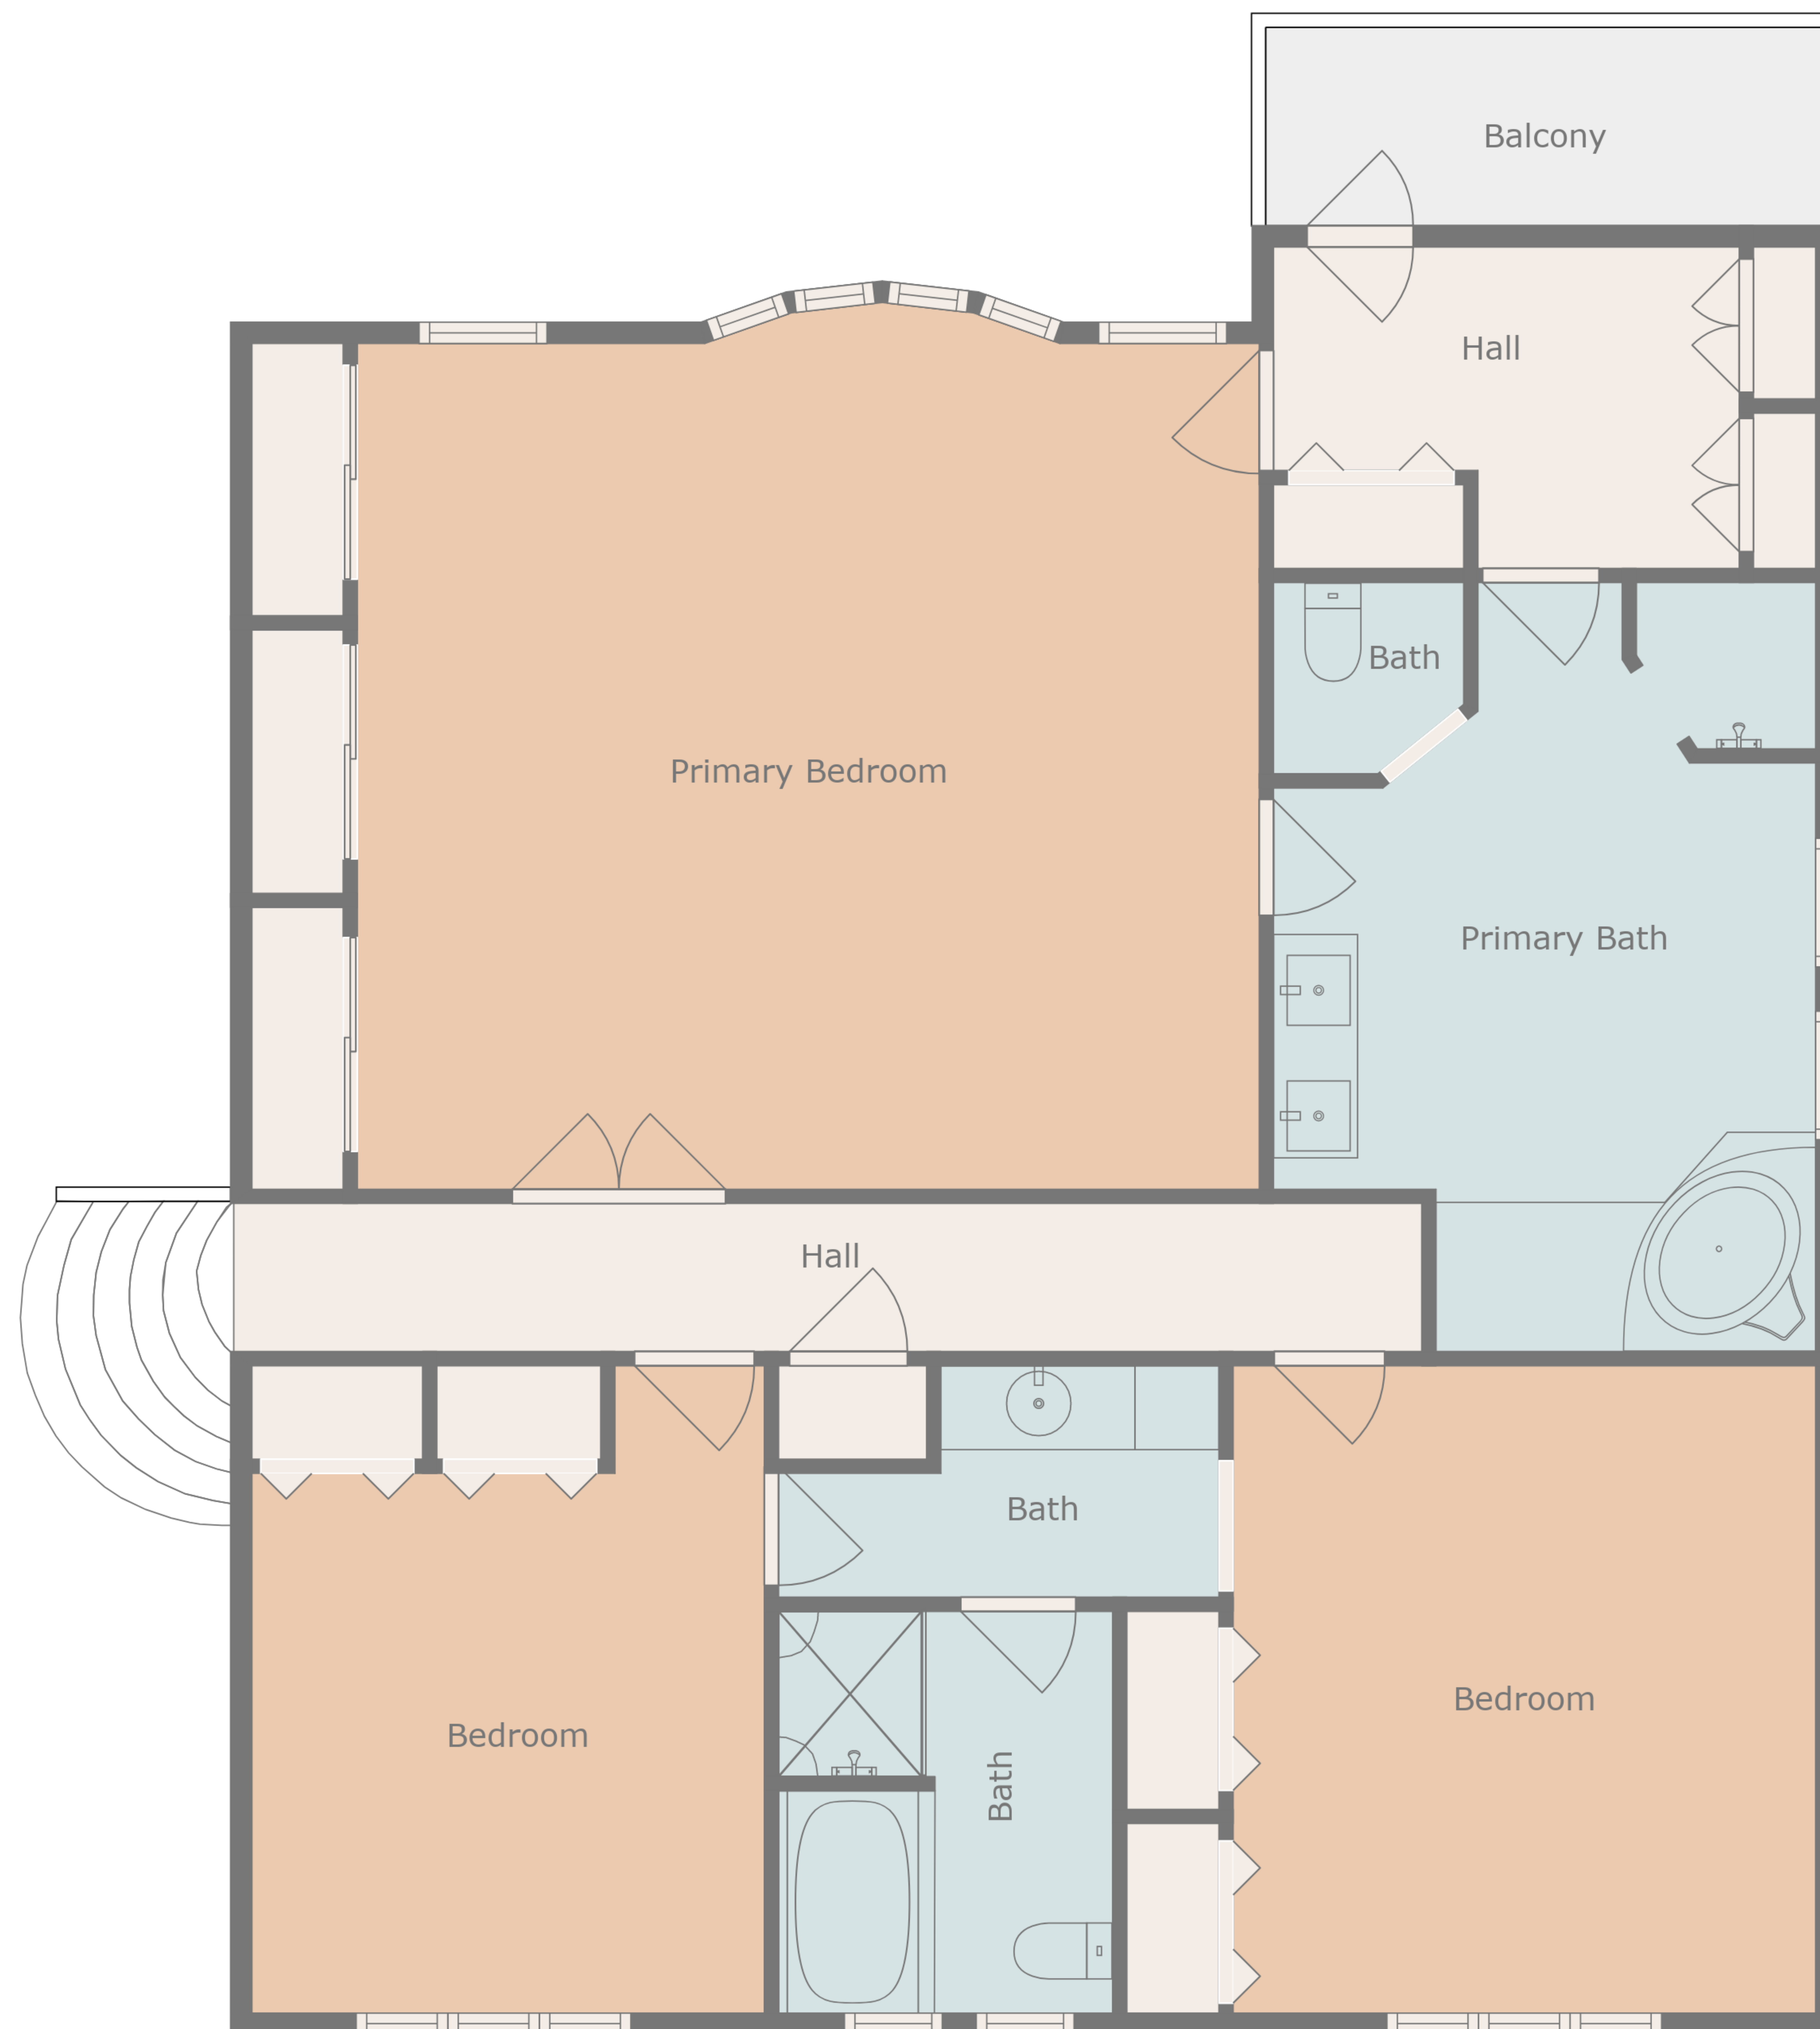 Balcony
Hall
Bath
Primary Bedroom
Primary Bath
Hall
Bath
Bedroom
Bath
Bedroom